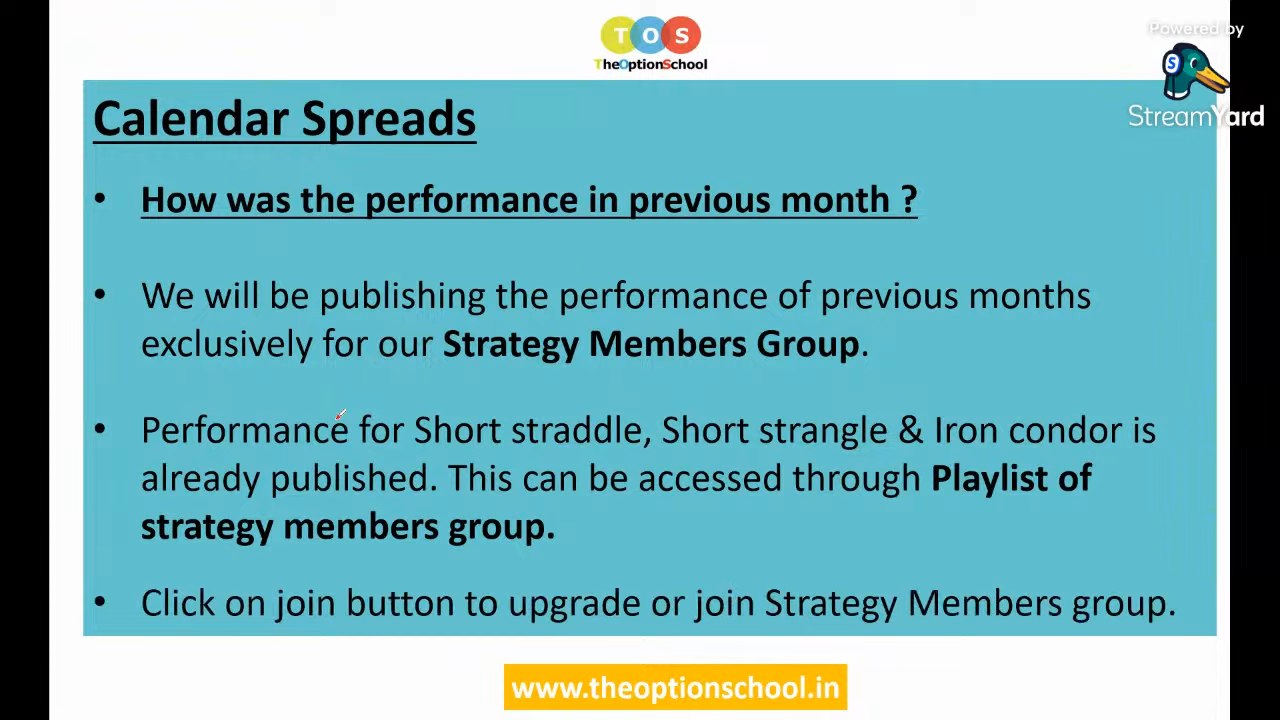 T O S
TheOptionSchool
Powered by
S
StreamYard
Calendar Spreads
• How was the performance in previous month ?
• We will be publishing the performance of previous months
exclusively for our Strategy Members Group.
• Performance for Short straddle, Short strangle & Iron condor is
already published. This can be accessed through Playlist of
strategy members group.
• Click on join button to upgrade or join Strategy Members group.
www.theoptionschool.in